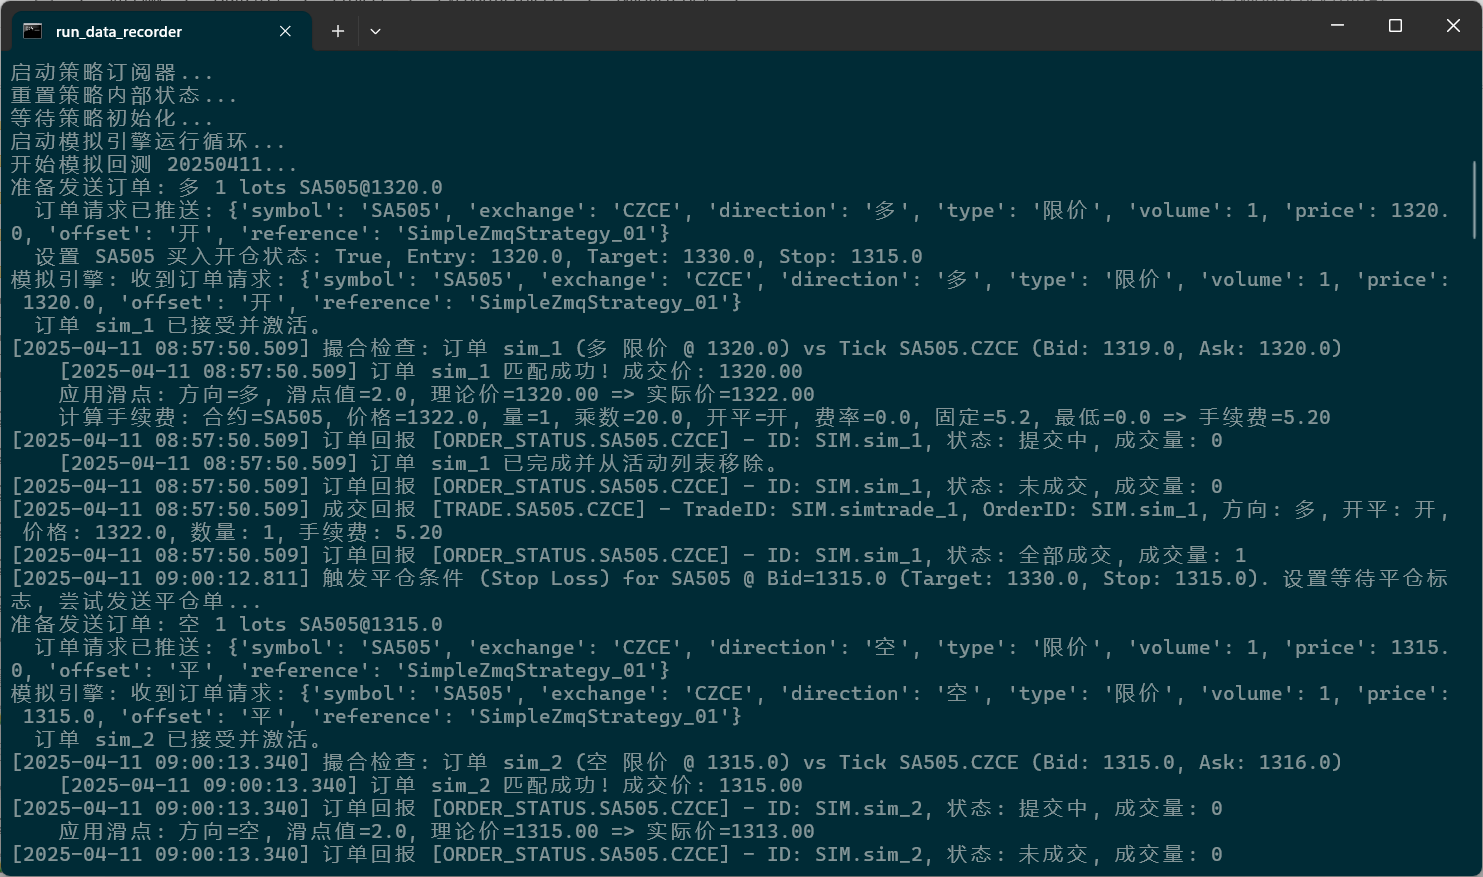 run_data_recorder
启动策略订阅器...
重置策略内部状态...
等待策略初始化...
启动模拟引擎运行循环...
开始模拟回测 20250411...
准备发送订单: 多 1 lots SA505@1320.0
订单请求已推送: {'symbol': 'SA505', 'exchange': 'CZCE', 'direction': '多', 'type': '限价', 'volume': 1, 'price': 1320.
0, 'offset': '开', 'reference': 'SimpleZmqStrategy_01'}
设置 SA505 买入开仓状态: True, Entry: 1320.0, Target: 1330.0, Stop: 1315.0
模拟引擎: 收到订单请求: {'symbol': 'SA505', 'exchange': 'CZCE', 'direction': '多', 'type': '限价', 'volume': 1, 'price':
1320.0, 'offset': '开', 'reference': 'SimpleZmqStrategy_01'}
订单 sim_1 已接受并激活。
[2025-04-11 08:57:50.509] 撮合检查: 订单 sim_1 (多 限价 @ 1320.0) vs Tick SA505.CZCE (Bid: 1319.0, Ask: 1320.0)
[2025-04-11 08:57:50.509] 订单 sim_1 匹配成功! 成交价: 1320.00
应用滑点: 方向=多, 滑点值=2.0, 理论价=1320.00 => 实际价=1322.00
计算手续费: 合约=SA505, 价格=1322.0, 量=1, 乘数=20.0, 开平=开, 费率=0.0, 固定=5.2, 最低=0.0 => 手续费=5.20
[2025-04-11 08:57:50.509] 订单回报 [ORDER_STATUS.SA505.CZCE] - ID: SIM.sim_1, 状态: 提交中, 成交量: 0
[2025-04-11 08:57:50.509] 订单 sim_1 已完成并从活动列表移除。
[2025-04-11 08:57:50.509] 订单回报 [ORDER_STATUS.SA505.CZCE] - ID: SIM.sim_1, 状态: 未成交, 成交量: 0
[2025-04-11 08:57:50.509] 成交回报 [TRADE.SA505.CZCE] - TradeID: SIM.simtrade_1, OrderID: SIM.sim_1, 方向: 多, 开平: 开,
价格: 1322.0, 数量: 1, 手续费: 5.20
[2025-04-11 08:57:50.509] 订单回报 [ORDER_STATUS.SA505.CZCE] - ID: SIM.sim_1, 状态: 全部成交, 成交量: 1
[2025-04-11 09:00:12.811] 触发平仓条件 (Stop Loss) for SA505 @ Bid=1315.0 (Target: 1330.0, Stop: 1315.0). 设置等待平仓标
志, 尝试发送平仓单...
准备发送订单: 空 1 lots SA505@1315.0
订单请求已推送: {'symbol': 'SA505', 'exchange': 'CZCE', 'direction': '空', 'type': '限价', 'volume': 1, 'price': 1315.
0, 'offset': '平', 'reference': 'SimpleZmqStrategy_01'}
模拟引擎: 收到订单请求: {'symbol': 'SA505', 'exchange': 'CZCE', 'direction': '空', 'type': '限价', 'volume': 1, 'price':
1315.0, 'offset': '平', 'reference': 'SimpleZmqStrategy_01'}
订单 sim_2 已接受并激活。
[2025-04-11 09:00:13.340] 撮合检查: 订单 sim_2 (空 限价 @ 1315.0) vs Tick SA505.CZCE (Bid: 1315.0, Ask: 1316.0)
[2025-04-11 09:00:13.340] 订单 sim_2 匹配成功! 成交价: 1315.00
[2025-04-11 09:00:13.340] 订单回报 [ORDER_STATUS.SA505.CZCE] - ID: SIM.sim_2, 状态: 提交中, 成交量: 0
应用滑点: 方向=空, 滑点值=2.0, 理论价=1315.00 => 实际价=1313.00
[2025-04-11 09:00:13.340] 订单回报 [ORDER_STATUS.SA505.CZCE] - ID: SIM.sim_2, 状态: 未成交, 成交量: 0